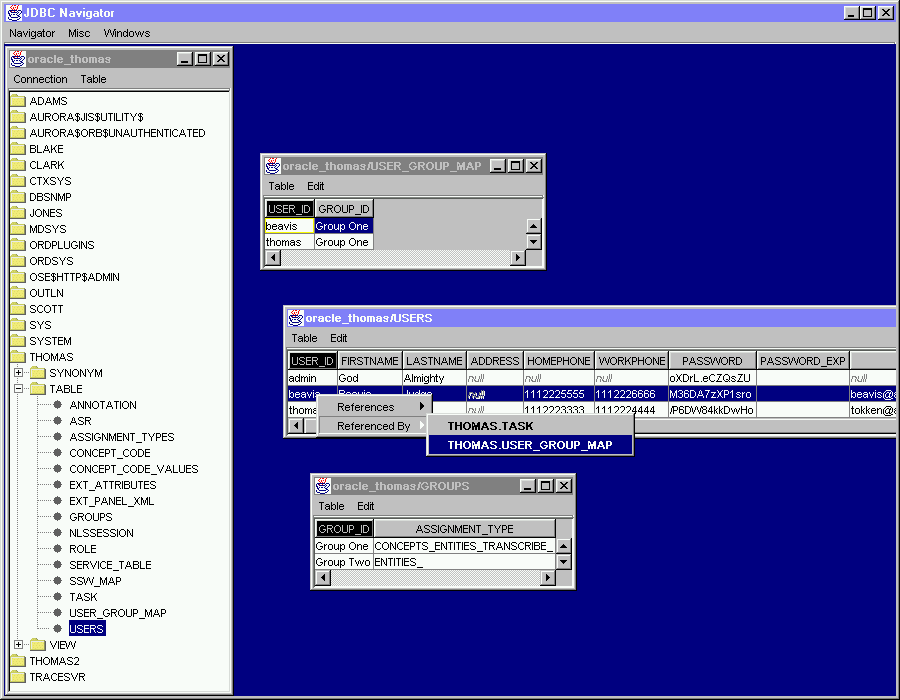 JDBC Navigator
Navigator Misc Windows
oracle_thomas
Connection Table
ADAMS
AURORA$JIS$UTILITY$
AURORA$ORB$UNAUTHENTICATED
BLAKE
CLARK
CTXSYS
DBSNMP
JONES
MDSYS
ORDPLUGINS
ORDSYS
OSE$HTTP$ADMIN
OUTLN
SCOTT
SYS
SYSTEM
THOMAS
SYNONYM
TABLE
ANNOTATION
ASR
ASSIGNMENT_TYPES
CONCEPT_CODE
CONCEPT_CODE_VALUES
EXT_ATTRIBUTES
EXT_PANEL_XML
GROUPS
NLSSESSION
ROLE
SERVICE_TABLE
SSW_MAP
TASK
USER_GROUP_MAP
USERS
VIEW
THOMAS2
TRACESVR
oracle_thomas/USER_GROUP_MAP
Table Edit
USER_ID GROUP_ID
beavis Group One
thomas Group One
oracle_thomas/USERS
Table Edit
USER_ID FIRSTNAME LASTNAME ADDRESS HOMEPHONE WORKPHONE PASSWORD PASSWORD_EXP
admin God Almighty null null null oXDrL.eCZQsZU null
beavis Beavis Judge null 1112225555 1112226666 M36DA7zXP1sro beavis@
thoma null 1112223333 1112224444 /P6DW84kkDwHo tokken@
References
Referenced By
THOMAS.TASK
THOMAS.USER_GROUP_MAP
oracle_thomas/GROUPS
Table Edit
GROUP_ID ASSIGNMENT_TYPE
Group One CONCEPTS_ENTITIES_TRANSCRIBE_
Group Two ENTITIES_